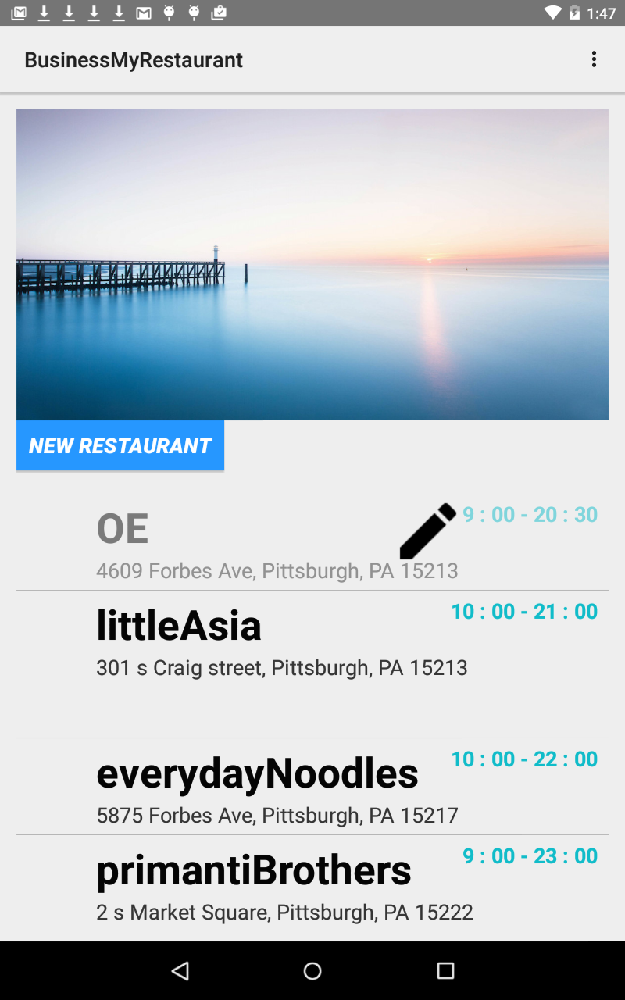 1:47
BusinessMyRestaurant
NEW RESTAURANT
OE
9 : 00 - 20 : 30
4609 Forbes Ave, Pittsburgh, PA 15213
littleAsia
10 : 00 - 21 : 00
301 s Craig street, Pittsburgh, PA 15213
everydayNoodles
10 : 00 - 22 : 00
5875 Forbes Ave, Pittsburgh, PA 15217
primantiBrothers
9 : 00 - 23 : 00
2 s Market Square, Pittsburgh, PA 15222